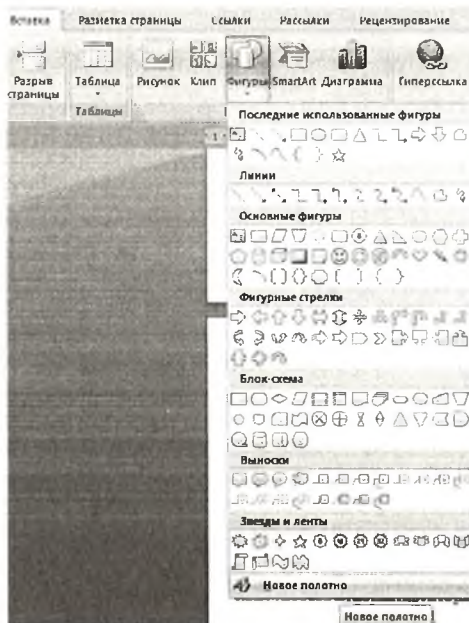 Вставка Разметка страницы Ссылки Рассылки Рецензирование
Разрыв страницы Таблица Рисунок Клип Фигуры SmartArt Диаграмма Гиперссылка
Таблицы
Последние использованные фигуры
Линии
Основные фигуры
Фигурные стрелки
Блок-схема
Выноски
Звезды и ленты
Новое полотно
Новое полотно